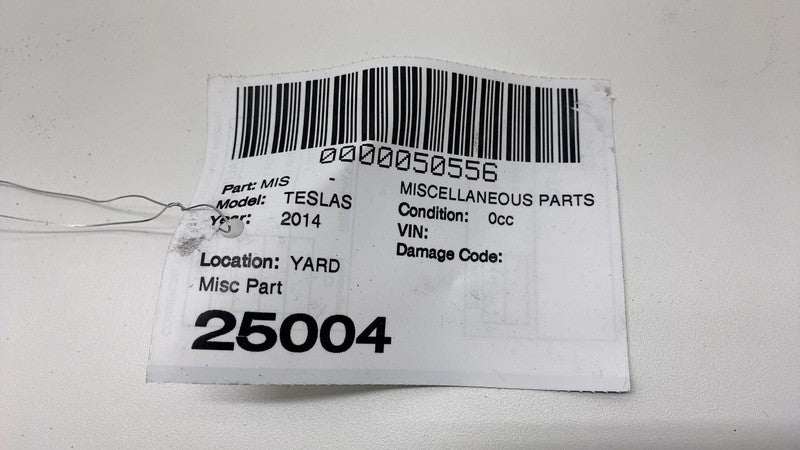 0000050556
Part: MIS - MISCELLANEOUS PARTS
Model: TESLAS Condition: 0cc
Year: 2014 VIN:
Damage Code:
Location: YARD
Misc Part
25004